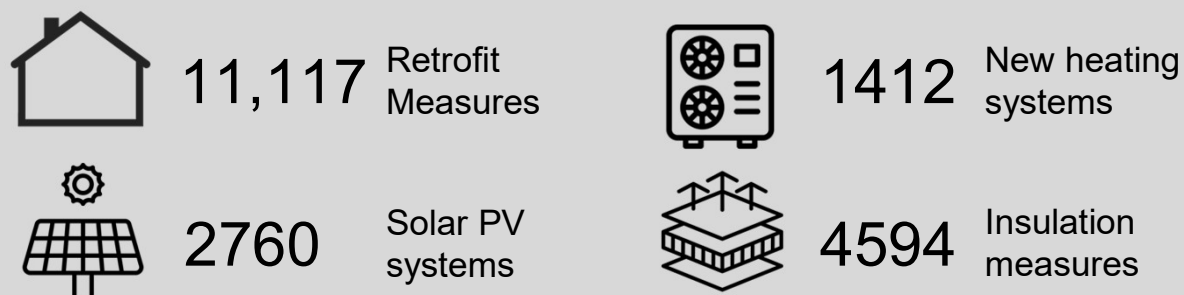 11,117 Retrofit
Measures
1412 New heating
systems
2760 Solar PV
systems
4594 Insulation
measures